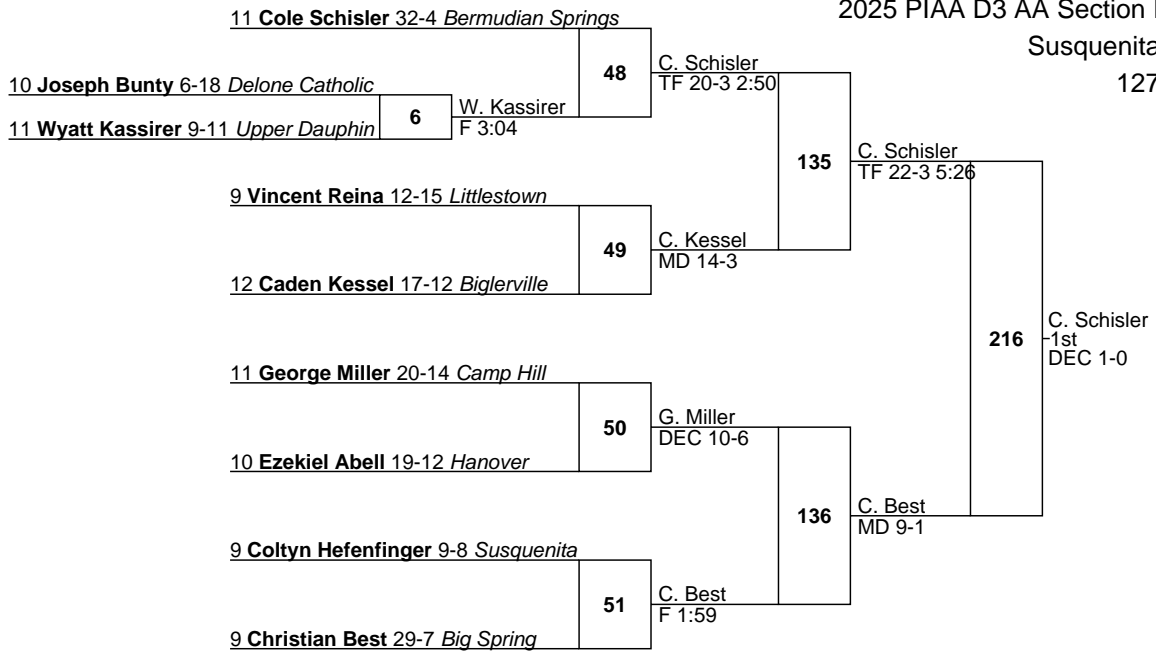 2025 PIAA D3 AA Section
Susquenita
127
11 Cole Schisler 32-4 Bermudian Springs
48
C. Schisler
TF 20-3 2:50
10 Joseph Bunty 6-18 Delone Catholic
6
W. Kassirer
F 3:04
11 Wyatt Kassirer 9-11 Upper Dauphin
135
C. Schisler
TF 22-3 5:26
9 Vincent Reina 12-15 Littlestown
49
C. Kessel
MD 14-3
12 Caden Kessel 17-12 Biglerville
216
C. Schisler
1st
DEC 1-0
11 George Miller 20-14 Camp Hill
50
G. Miller
DEC 10-6
10 Ezekiel Abell 19-12 Hanover
136
C. Best
MD 9-1
9 Coltyn Hefenfinger 9-8 Susquenita
51
C. Best
F 1:59
9 Christian Best 29-7 Big Spring